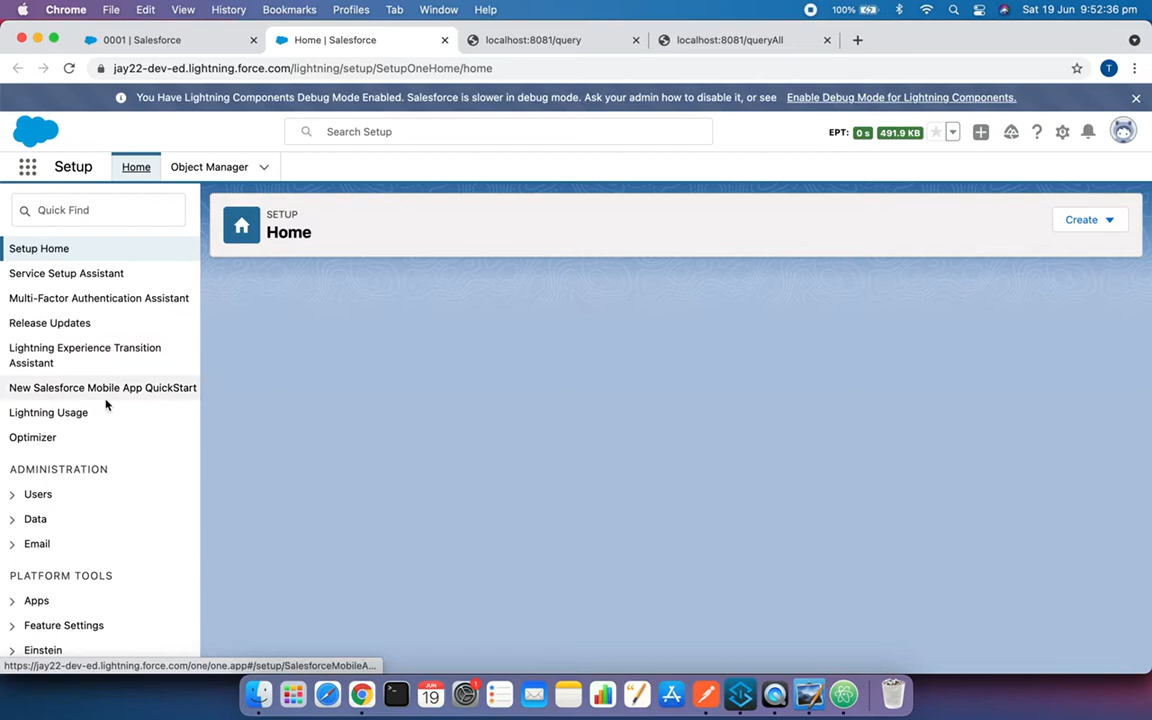 Chrome File Edit View History Bookmarks Profiles Tab Window Help 100% Sat 19 Jun 9:52:36 pm
0001 | Salesforce Home | Salesforce localhost:8081/query localhost:8081/queryAll
jay22-dev-ed.lightning.force.com/lightning/setup/SetupOneHome/home T
You Have Lightning Components Debug Mode Enabled. Salesforce is slower in debug mode. Ask your admin how to disable it, or see Enable Debug Mode for Lightning Components.
Search Setup EPT: 0 s 491.9 KB
Setup Home Object Manager
Quick Find
SETUP
Home
Create
Setup Home
Service Setup Assistant
Multi-Factor Authentication Assistant
Release Updates
Lightning Experience Transition
Assistant
New Salesforce Mobile App QuickStart
Lightning Usage
Optimizer
ADMINISTRATION
Users
Data
Email
PLATFORM TOOLS
Apps
Feature Settings
Einstein
https://jay22-dev-ed.lightning.force.com/one/one.app#/setup/SalesforceMobileA...
JUN
19
1